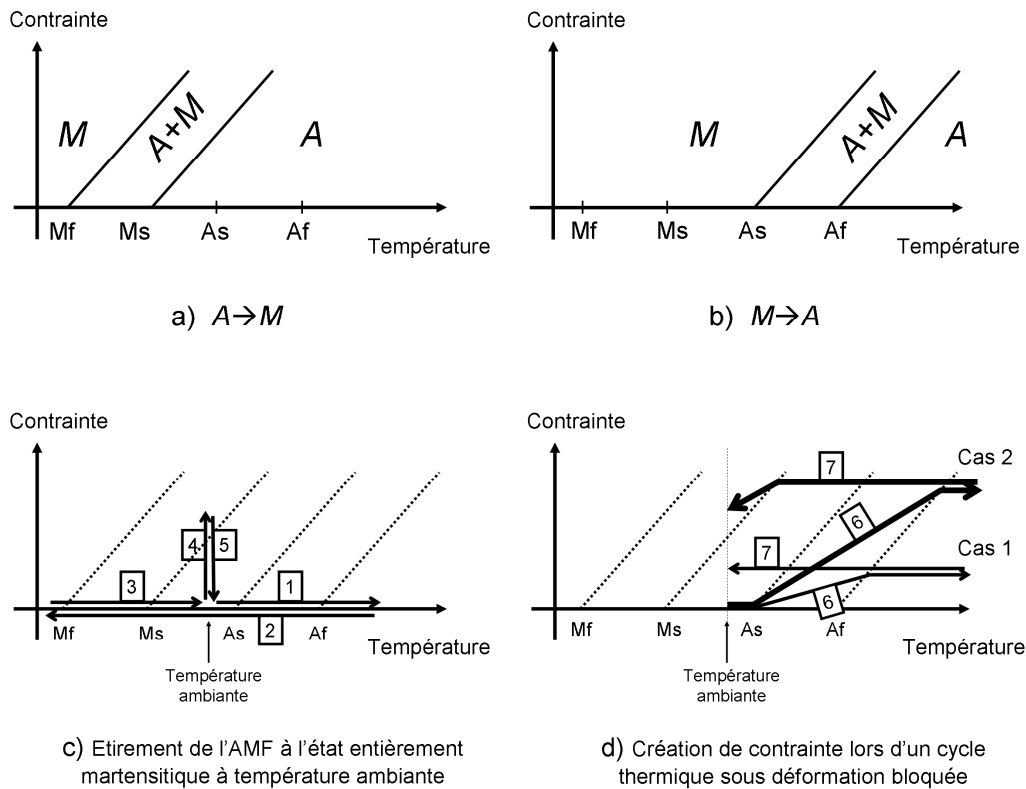 Contrainte
M
A+M
A
Mf Ms As Af
Température
a) A→M
Contrainte
M
A+M
A
Mf Ms As Af
Température
b) M→A
Contrainte
4 5
3 1
2
Mf Ms As Af
Température
Température
ambiante
c) Etirement de l'AMF à l'état entièrement
martensitique à température ambiante
Contrainte
Cas 2
7
6
Cas 1
7
6
Mf Ms As Af
Température
Température
ambiante
d) Création de contrainte lors d'un cycle
thermique sous déformation bloquée